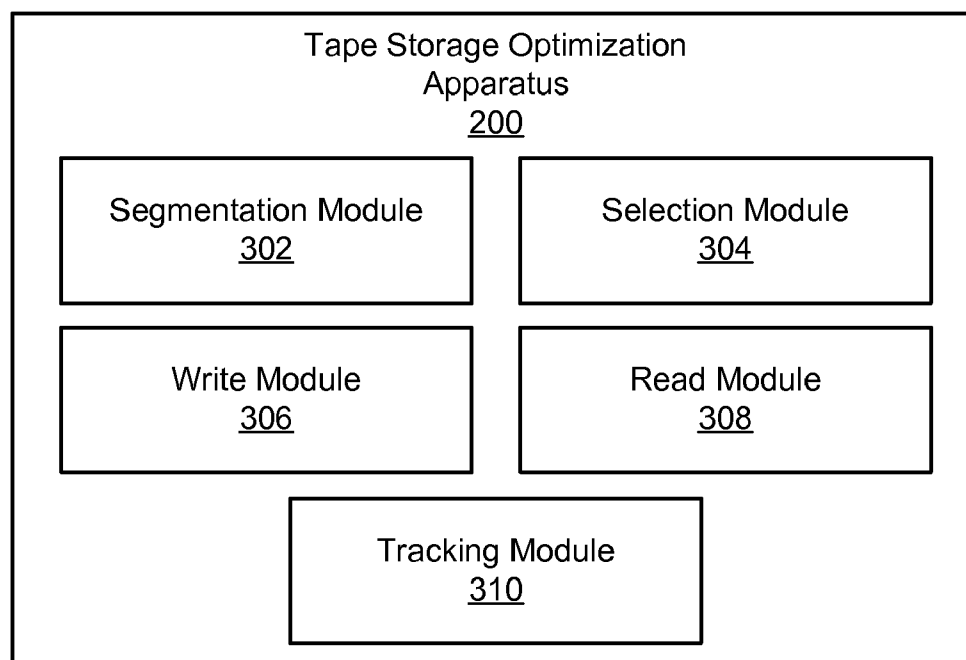 Tape Storage Optimization
Apparatus
200
Segmentation Module
302
Selection Module
304
Write Module
306
Read Module
308
Tracking Module
310